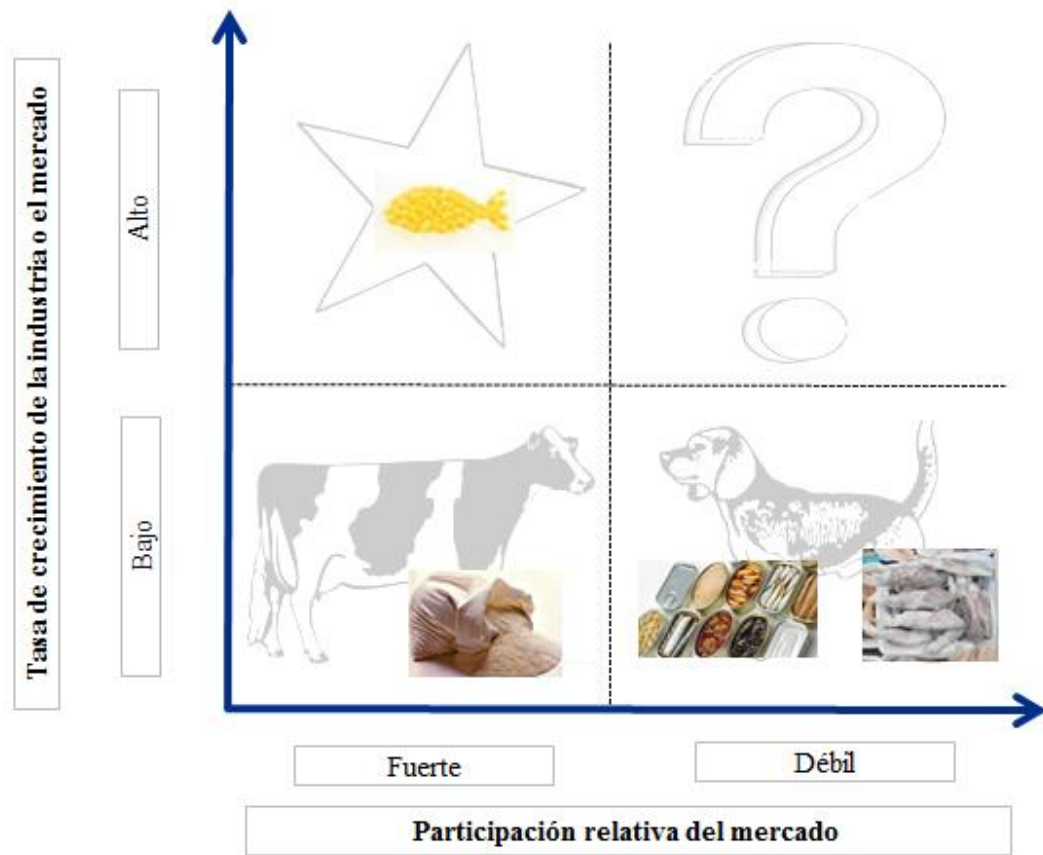 Tasa de crecimiento de la industria o el mercado
Alto
Bajo
Fuerte
Débil
Participación relativa del mercado